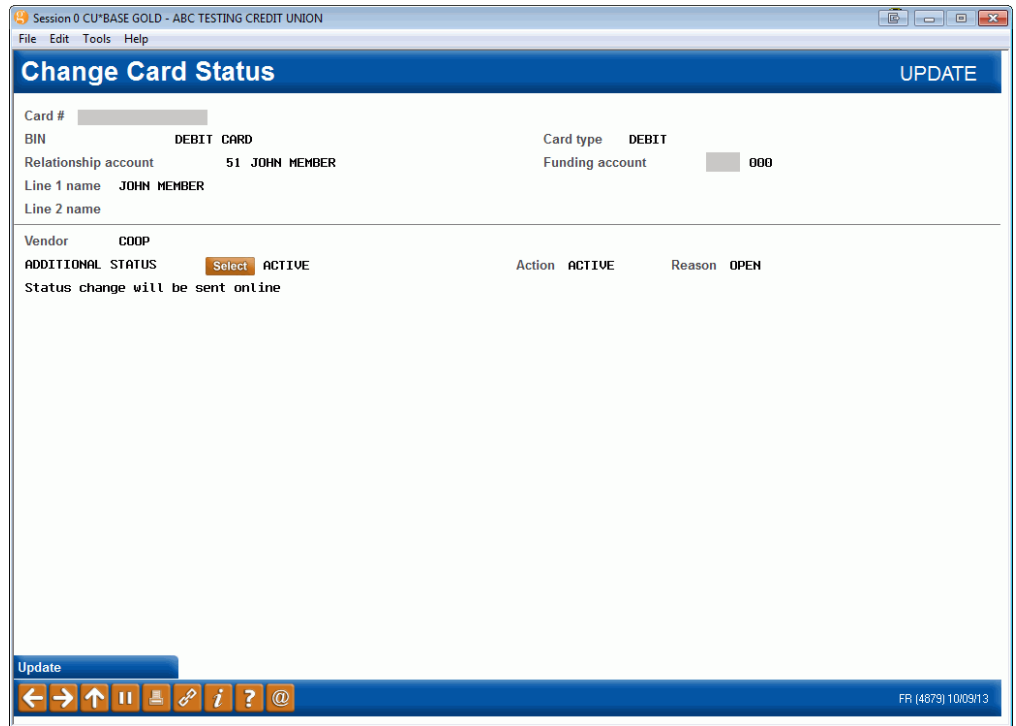 Session 0 CU*BASE GOLD - ABC TESTING CREDIT UNION
File Edit Tools Help
Change Card Status UPDATE
Card #
BIN DEBIT CARD Card type DEBIT
Relationship account 51 JOHN MEMBER Funding account 000
Line 1 name JOHN MEMBER
Line 2 name
Vendor COOP
ADDITIONAL STATUS Select ACTIVE Action ACTIVE Reason OPEN
Status change will be sent online
Update
FR (4879) 10/09/13